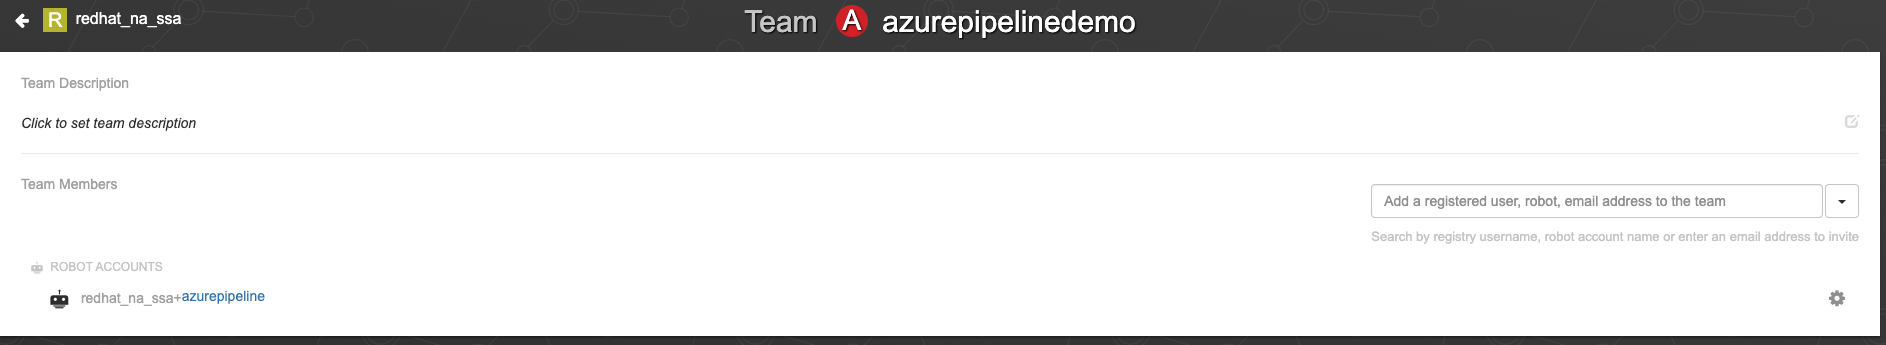 R redhat_na_ssa
Team A azurepipelinedemo
Team Description
Click to set team description
Team Members
Add a registered user, robot, email address to the team
Search by registry username, robot account name or enter an email address to invite
ROBOT ACCOUNTS
redhat_na_ssa+azurepipeline